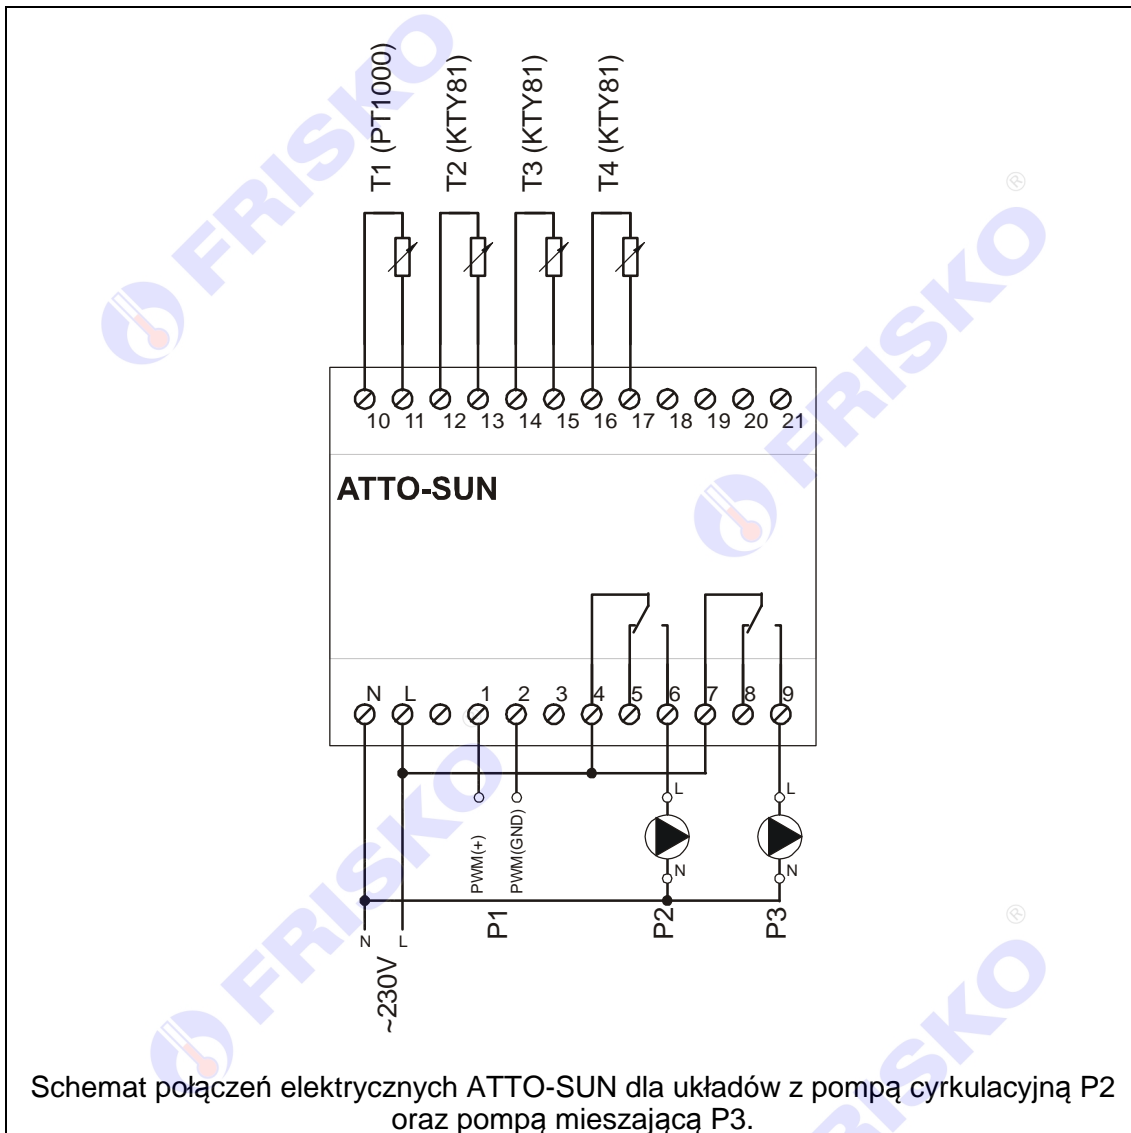 T1 (PT1000)
T2 (KTY81)
T3 (KTY81)
T4 (KTY81)
FRISKO
®
FRISKO
10 11 12 13 14 15 16 17 18 19 20 21
ATTO-SUN
N L 1 2 3 4 5 6 7 8 9
FRISKO
L
L
PWM(+)
PWM(GND)
N
N
P1
P2
P3
N
L
~230V
®
FRISKO
Schemat połączeń elektrycznych ATTO-SUN dla układów z pompą cyrkulacyjną P2
oraz pompą mieszającą P3.